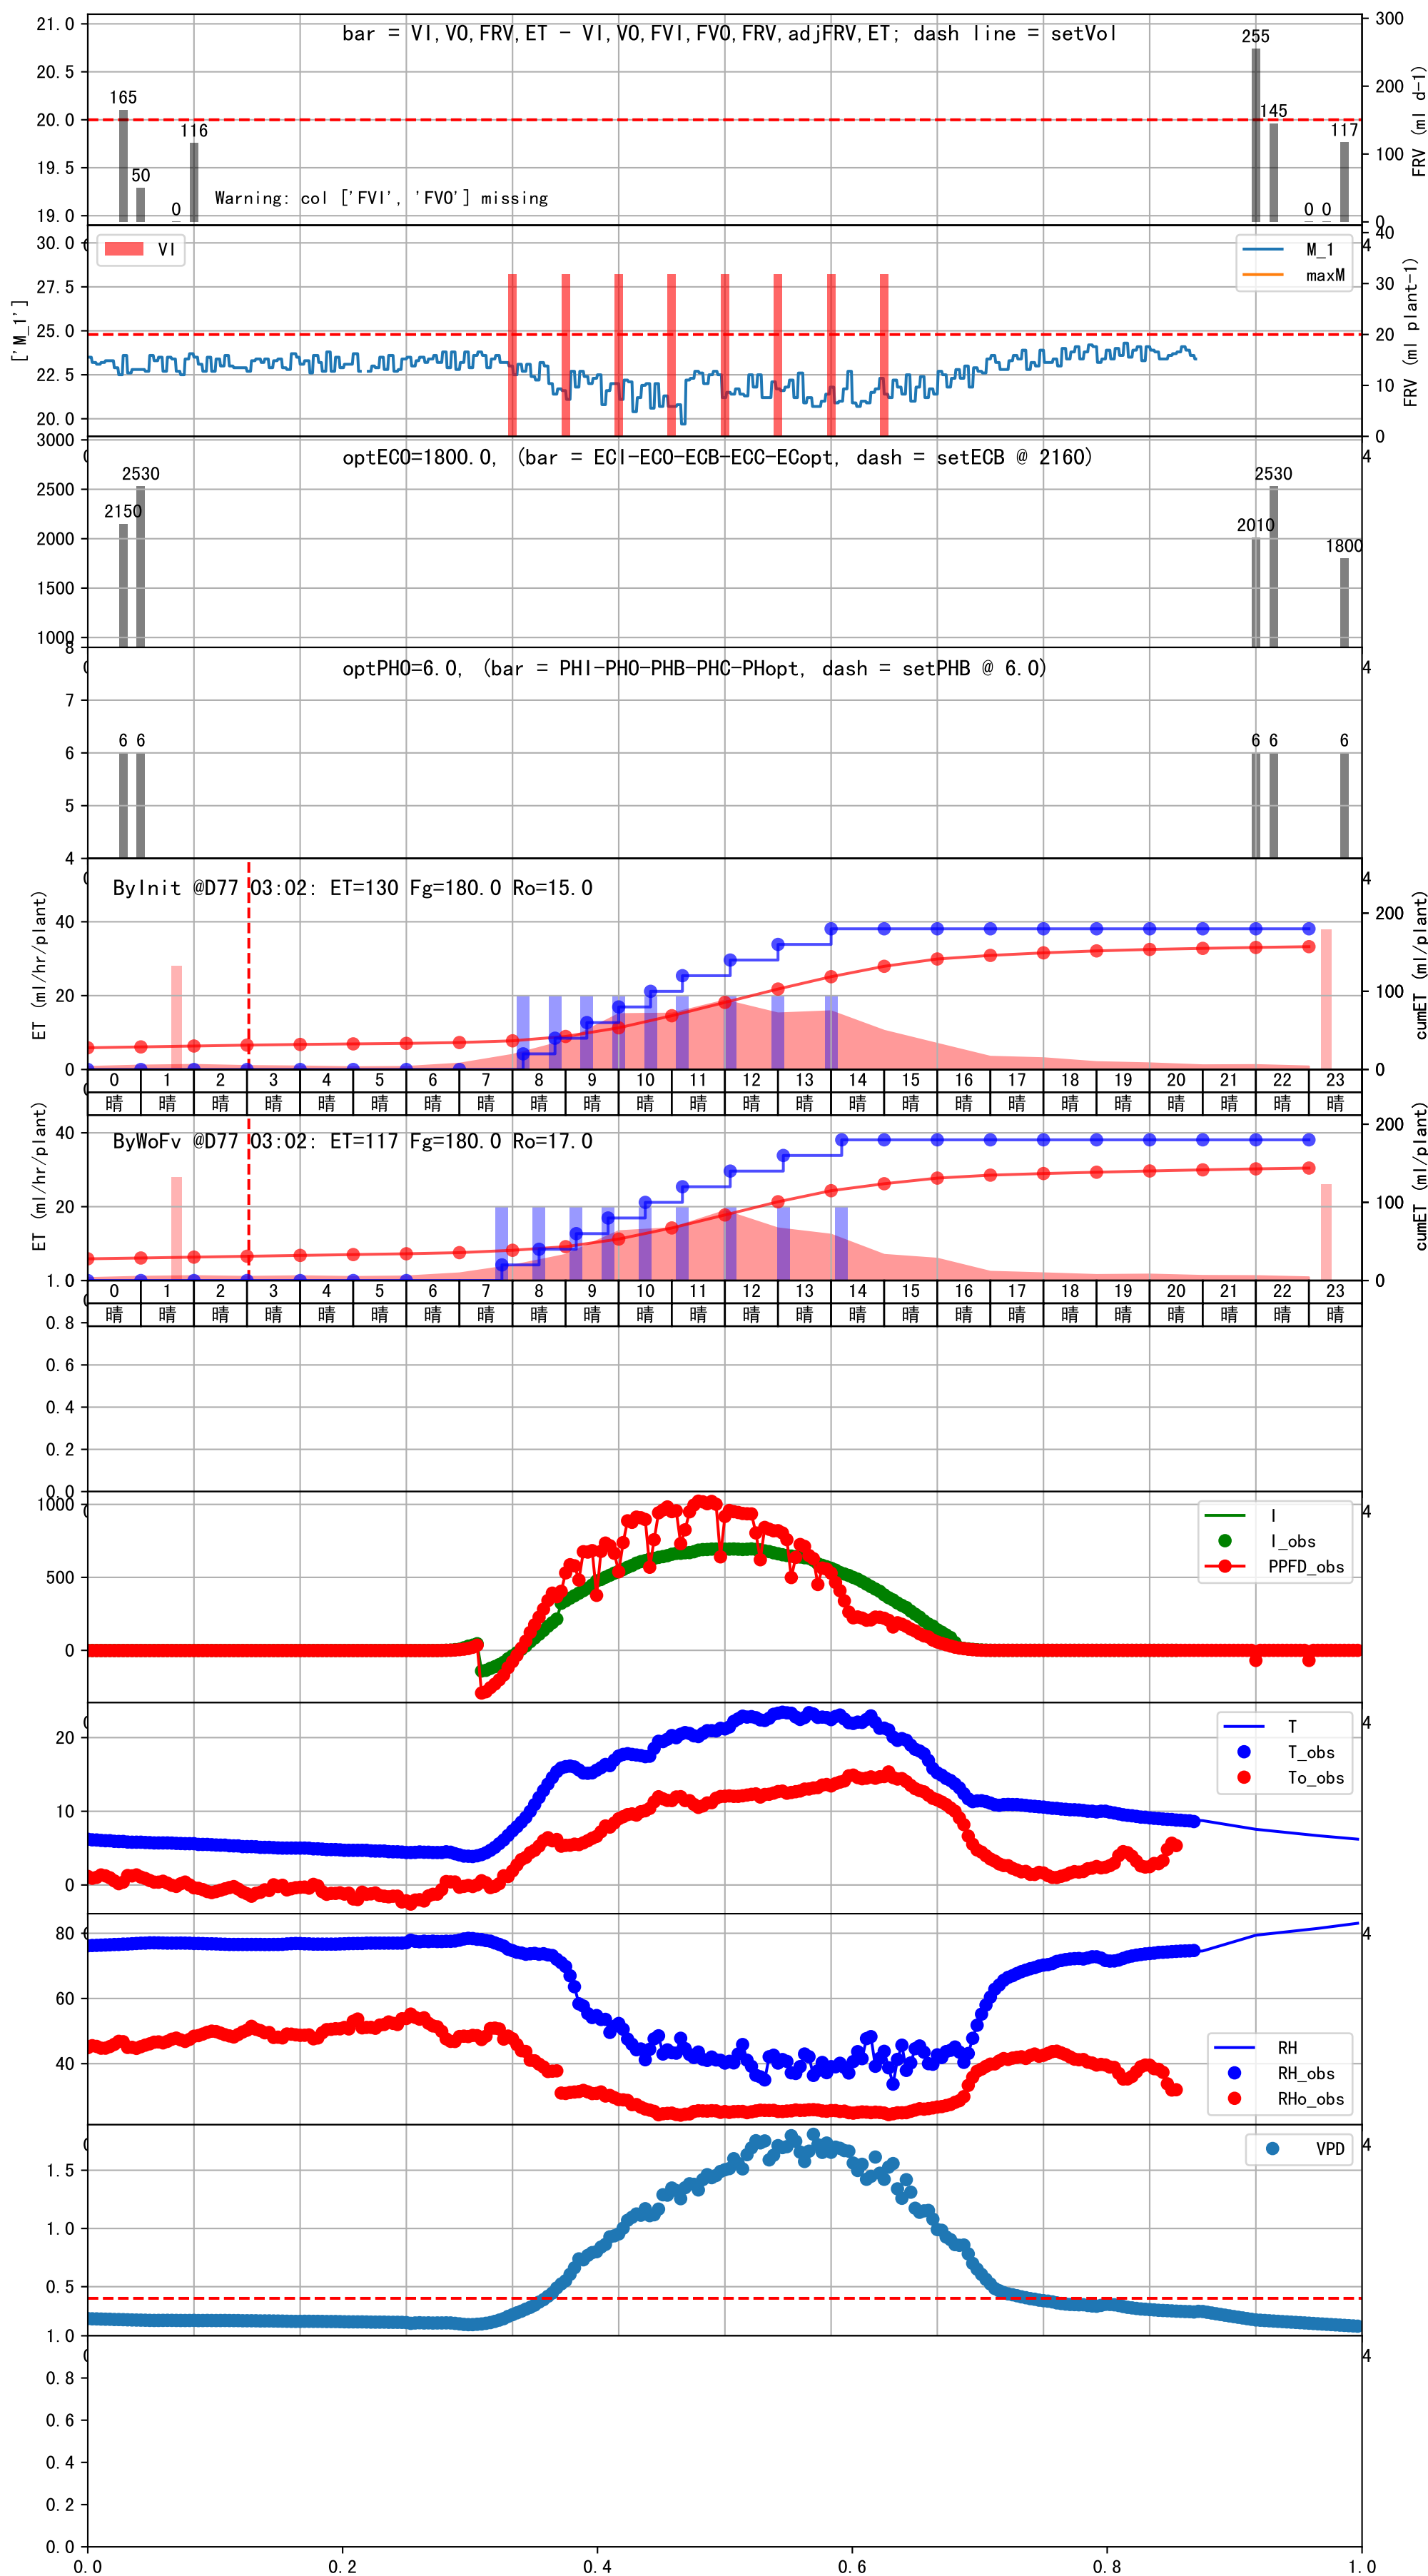 bar = VI,VO,FRV,ET - VI,VO,FVI,FVO,FRV,adjFRV,ET; dash line = setVol
21.0
20.5
20.0
19.5
19.0
300
200
100
0
FRV (ml d-1)
165
50
0
116
255
145
0
0
117
Warning: col ['FVI', 'FVO'] missing
['M_1']
30.0
27.5
25.0
22.5
20.0
VI
M_1
maxM
40
30
20
10
0
4
FRV (ml plant-1)
optECO=1800.0, (bar = ECI-ECO-ECB-ECC-ECopt, dash = setECB @ 2160)
3000
2500
2000
1500
1000
2150
2530
2010
2530
1800
4
optPHO=6.0, (bar = PHI-PHO-PHB-PHC-PHopt, dash = setPHB @ 6.0)
8
7
6
5
4
6
6
6
6
6
4
ByInit @D77 03:02: ET=130 Fg=180.0 Ro=15.0
ET (ml/hr/plant)
40
20
0
200
100
0
4
cumET (ml/plant)
0 1 2 3 4 5 6 7 8 9 10 11 12 13 14 15 16 17 18 19 20 21 22 23
晴 晴 晴 晴 晴 晴 晴 晴 晴 晴 晴 晴 晴 晴 晴 晴 晴 晴 晴 晴 晴 晴 晴 晴
ByWoFv @D77 03:02: ET=117 Fg=180.0 Ro=17.0
ET (ml/hr/plant)
40
20
1.0
200
100
0
cumET (ml/plant)
0 1 2 3 4 5 6 7 8 9 10 11 12 13 14 15 16 17 18 19 20 21 22 23
晴 晴 晴 晴 晴 晴 晴 晴 晴 晴 晴 晴 晴 晴 晴 晴 晴 晴 晴 晴 晴 晴 晴 晴
0.8
0.6
0.4
0.2
0.0
1000
500
0
4
I
I_obs
PPFD_obs
20
10
0
4
T
T_obs
To_obs
80
60
40
4
RH
RH_obs
RHo_obs
1.5
1.0
0.5
4
VPD
1.0
0.8
0.6
0.4
0.2
0.0
4
0.0 0.2 0.4 0.6 0.8 1.0